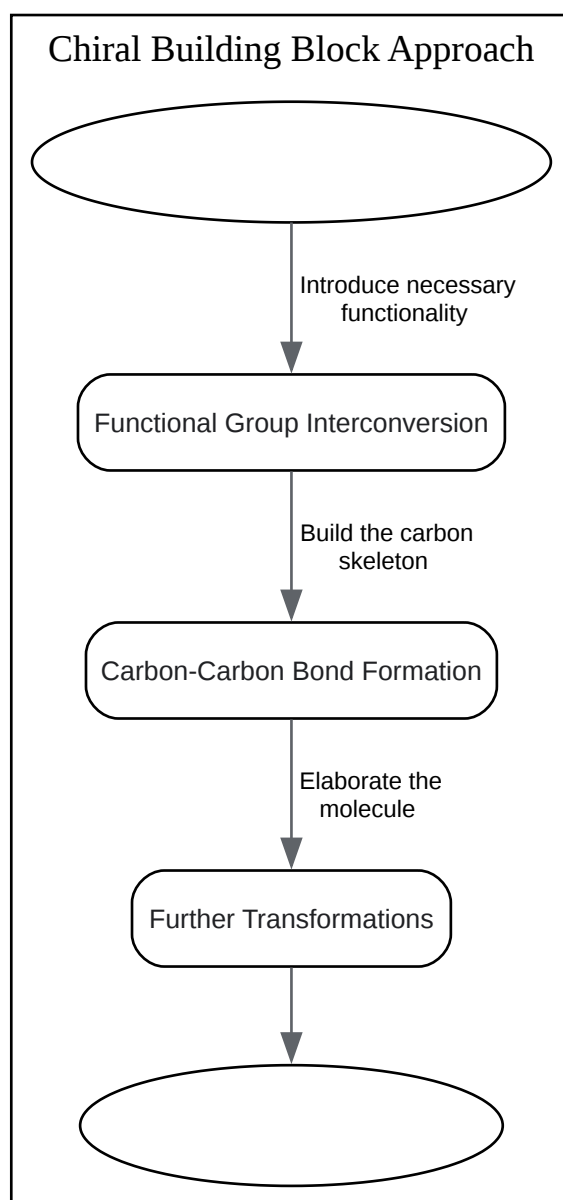 Chiral Building Block Approach
Introduce necessary
functionality
Functional Group Interconversion
Build the carbon
skeleton
Carbon-Carbon Bond Formation
Elaborate the
molecule
Further Transformations